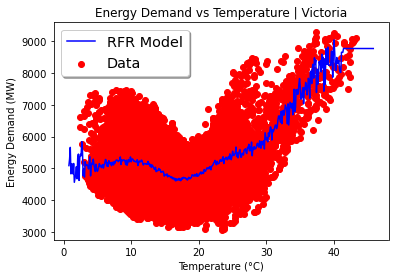 Energy Demand vs Temperature | Victoria
RFR Model
Data
Energy Demand (MW)
9000
8000
7000
6000
5000
4000
3000
0 10 20 30 40
Temperature (°C)